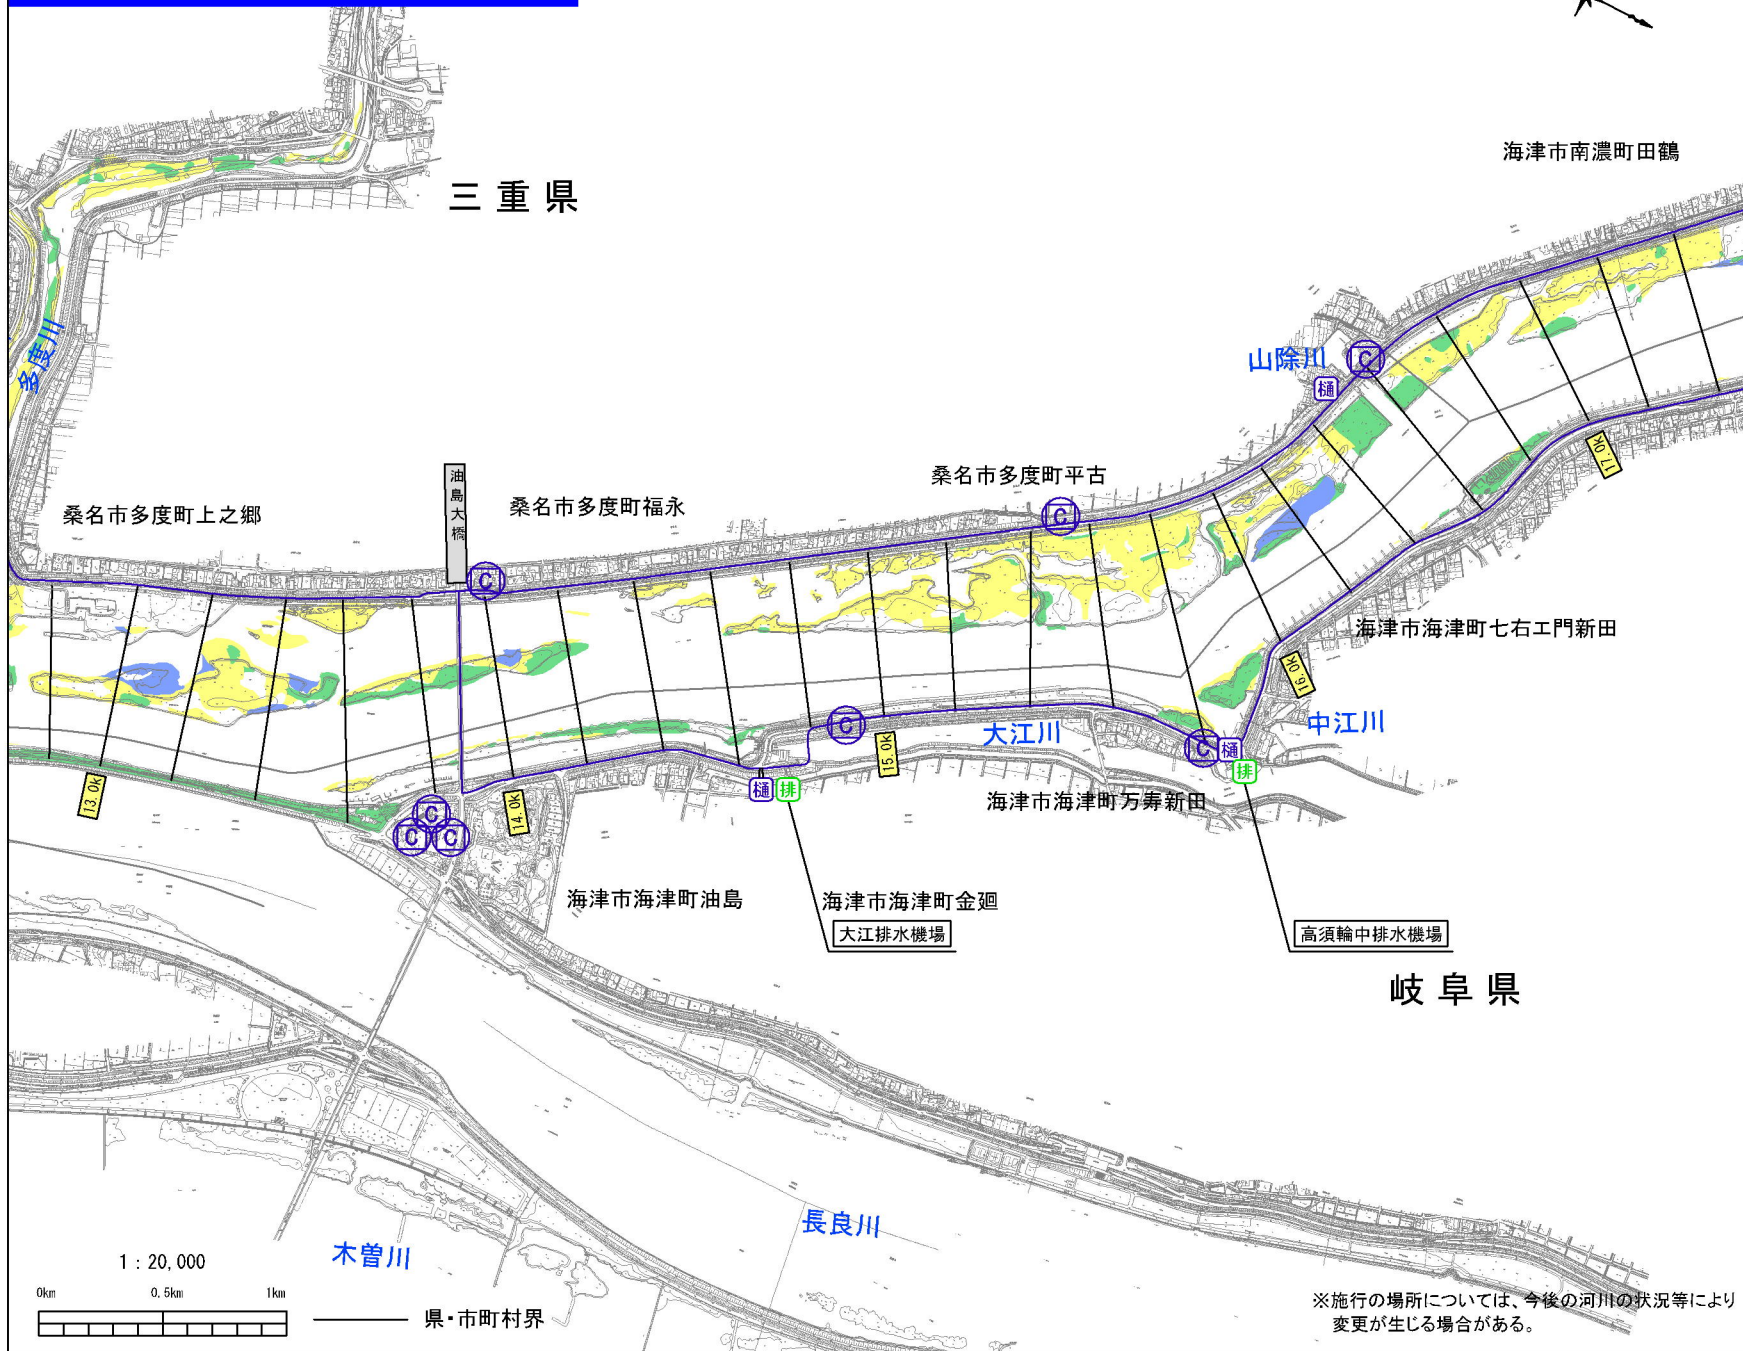 海津市南濃町田鶴
三重県
多度川
山除川
C
樋
17.0k
油島大橋
桑名市多度町上之郷
桑名市多度町福永
桑名市多度町平古
C
C
海津市海津町七右エ門新田
16.0k
中江川
大江川
C
C
樋
排
15.0k
13.0k
14.0k
樋
排
C
C
C
海津市海津町万寿新田
海津市海津町油島
海津市海津町金廻
大江排水機場
高須輪中排水機場
岐阜県
長良川
木曽川
1：20,000
0km 0.5km 1km
県・市町村界
※施行の場所については、今後の河川の状況等により
変更が生じる場合がある。